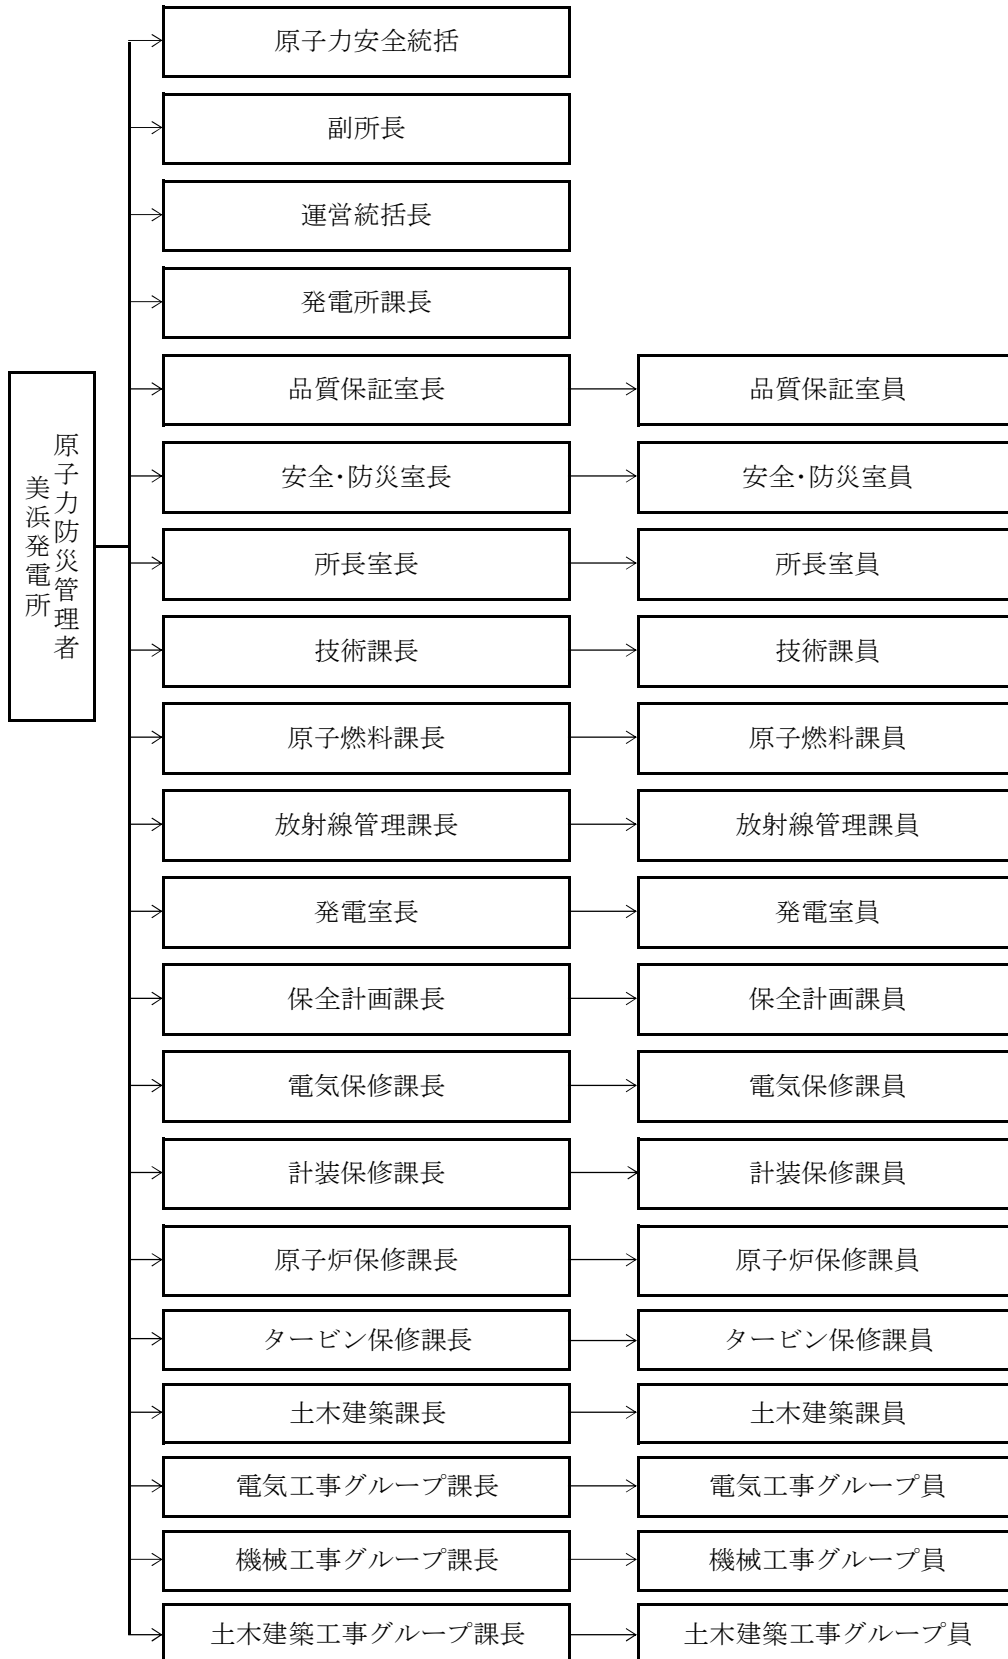 原子力安全統括
副所長
運営統括長
発電所課長
品質保証室長
品質保証室員
安全・防災室長
安全・防災室員
原子力防災管理者
美浜発電所
所長室長
所長室員
技術課長
技術課員
原子燃料課長
原子燃料課員
放射線管理課長
放射線管理課員
発電室長
発電室員
保全計画課長
保全計画課員
電気保修課長
電気保修課員
計装保修課長
計装保修課員
原子炉保修課長
原子炉保修課員
タービン保修課長
タービン保修課員
土木建築課長
土木建築課員
電気工事グループ課長
電気工事グループ員
機械工事グループ課長
機械工事グループ員
土木建築工事グループ課長
土木建築工事グループ員